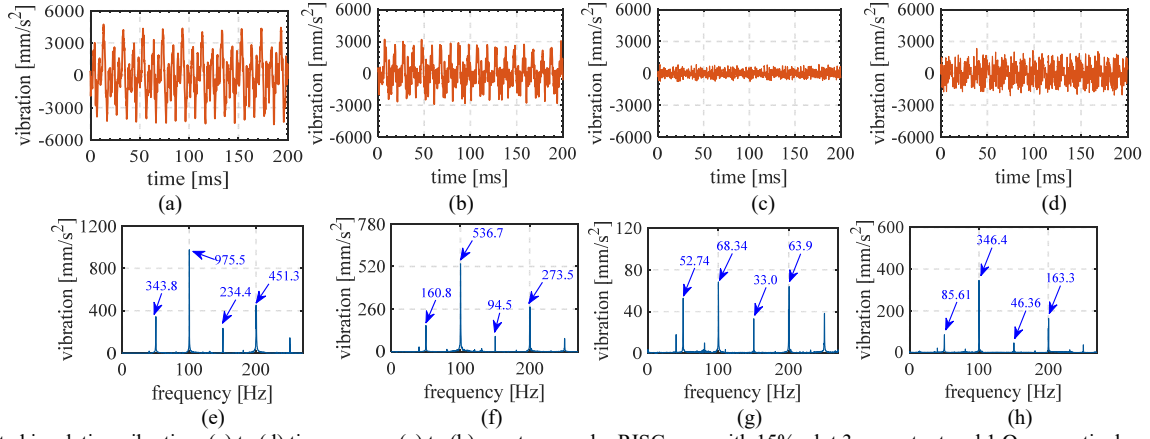 vibration [mm/s²]
6000
3000
0
-3000
-6000
0 50 100 150 200
time [ms]
(a)
vibration [mm/s²]
6000
3000
0
-3000
-6000
0 50 100 150 200
time [ms]
(b)
vibration [mm/s²]
6000
3000
0
-3000
-6000
0 50 100 150 200
time [ms]
(c)
vibration [mm/s²]
6000
3000
0
-3000
-6000
0 50 100 150 200
time [ms]
(d)
vibration [mm/s²]
1200
800
400
0
343.8
975.5
234.4
451.3
0 100 200
frequency [Hz]
(e)
vibration [mm/s²]
780
520
260
0
160.8
536.7
94.5
273.5
0 100 200
frequency [Hz]
(f)
vibration [mm/s²]
120
80
40
0
52.74
68.34
33.0
63.9
0 100 200
frequency [Hz]
(g)
vibration [mm/s²]
600
400
200
0
85.61
346.4
46.36
163.3
0 100 200
frequency [Hz]
(h)